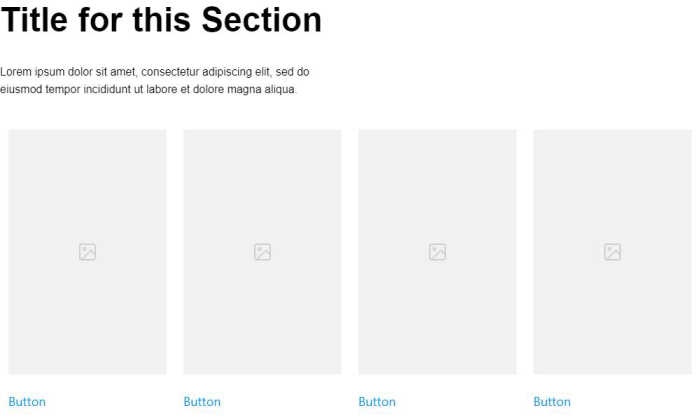 Title for this Section
Lorem ipsum dolor sit amet, consectetur adipiscing elit, sed do
eiusmod tempor incididunt ut labore et dolore magna aliqua.
Button
Button
Button
Button